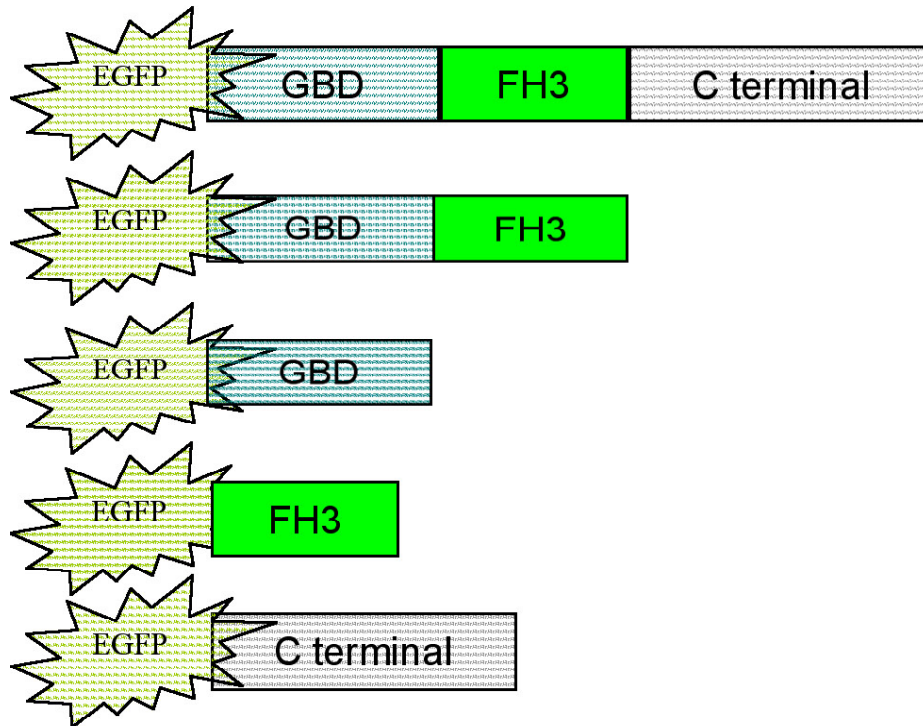 EGFP GBD FH3 C terminal
EGFP GBD FH3
EGFP GBD
EGFP FH3
EGFP C terminal